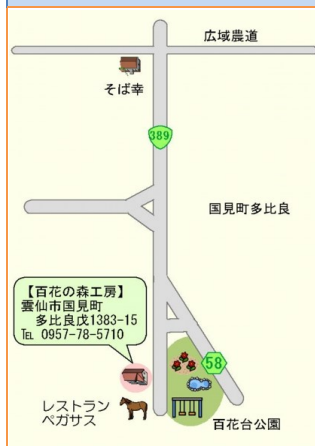 広域農道
そば幸
389
国見町多比良
【百花の森工房】
雲仙市国見町
多比良戊1383-15
℡ 0957-78-5710
58
レストラン
ペガサス
百花台公園